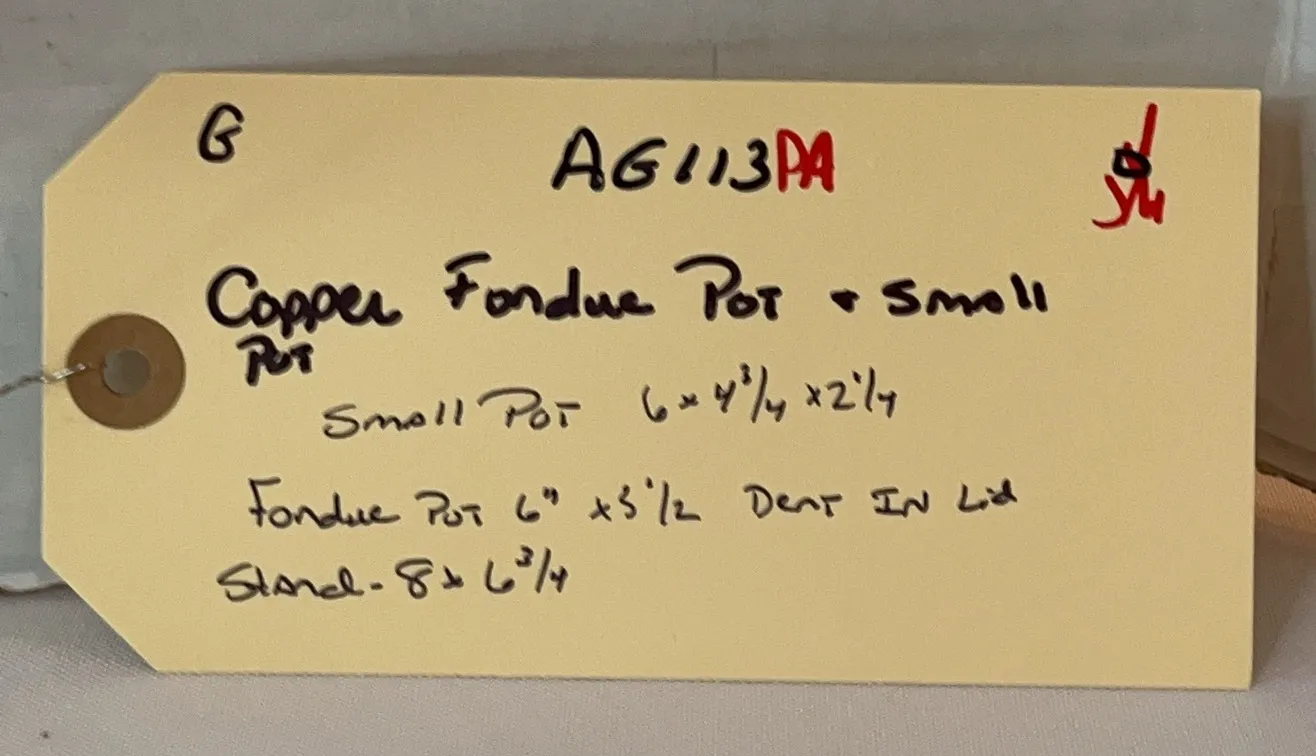 G AG113PA
Copper Fondue Pot + Small
Pot
Small Pot 6 x 4 3/4 x 2 1/4
Fondue Pot 6" x 3 1/2 Dent IN Lid
Stand - 8 x 6 3/4